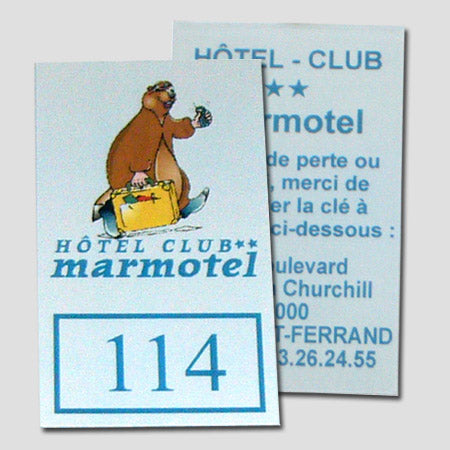 HÔTEL CLUB★★
marmotel
114
HÔTEL - CLUB
★★
rmotel
de perte ou
, merci de
er la clé à
ci-dessous :
ulevard
Churchill
000
T-FERRAND
3.26.24.55